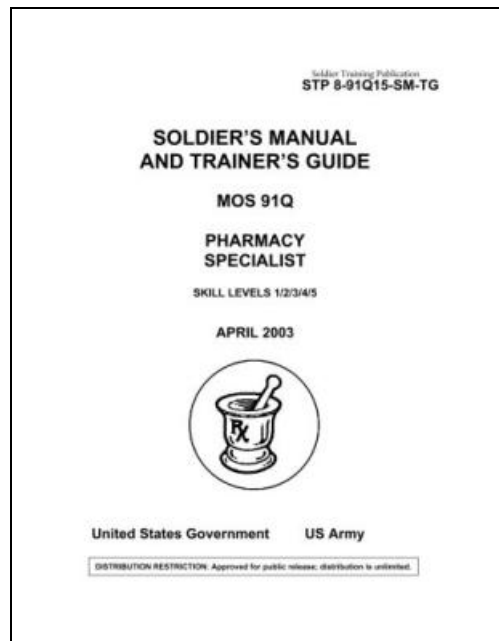 Soldier Training Publication
STP 8-91Q15-SM-TG
SOLDIER'S MANUAL
AND TRAINER'S GUIDE
MOS 91Q
PHARMACY
SPECIALIST
SKILL LEVELS 1/2/3/4/5
APRIL 2003
Rx
United States Government US Army
DISTRIBUTION RESTRICTION: Approved for public release; distribution is unlimited.